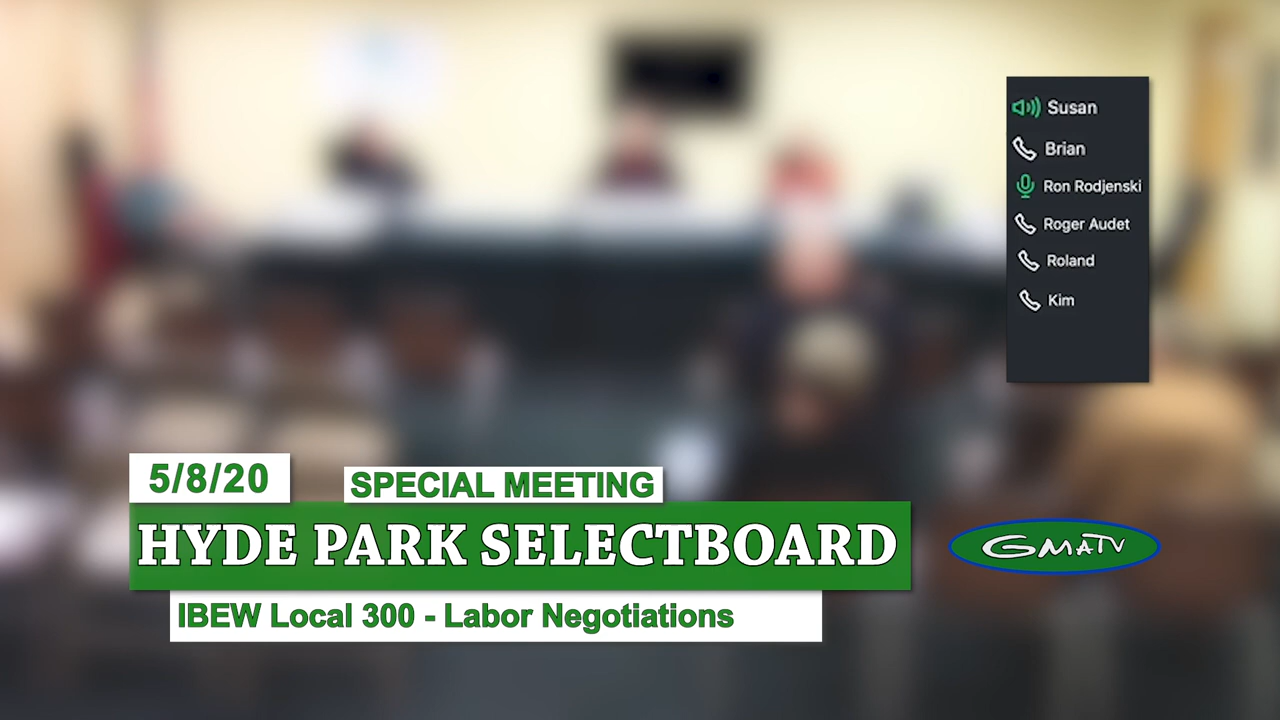 Susan
Brian
Ron Rodjenski
Roger Audet
Roland
Kim
5/8/20
SPECIAL MEETING
HYDE PARK SELECTBOARD
GMATV
IBEW Local 300 - Labor Negotiations